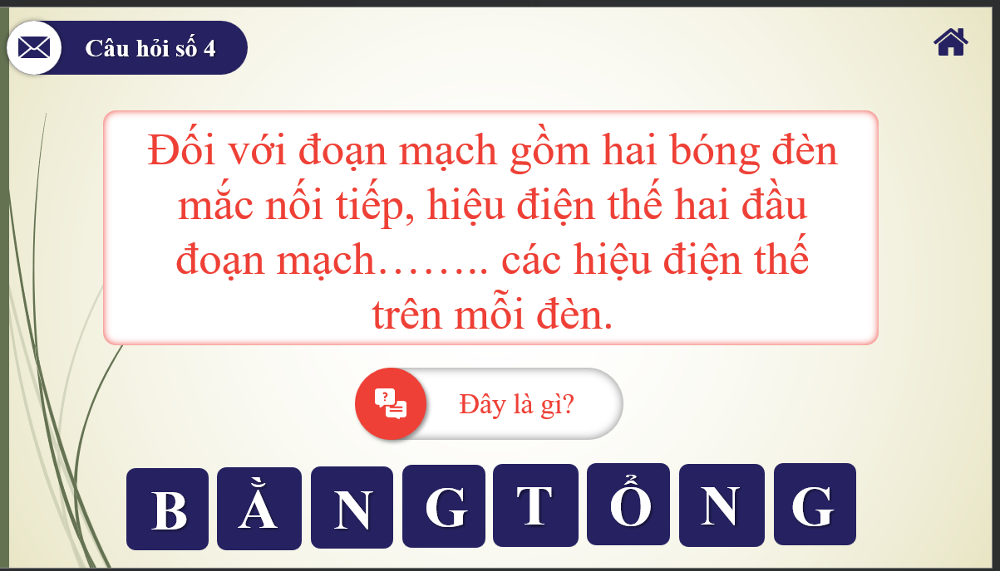 Câu hỏi số 4
Đối với đoạn mạch gồm hai bóng đèn
mắc nối tiếp, hiệu điện thế hai đầu
đoạn mạch…….. các hiệu điện thế
trên mỗi đèn.
?
Đây là gì?
B Ằ N G T Ổ N G